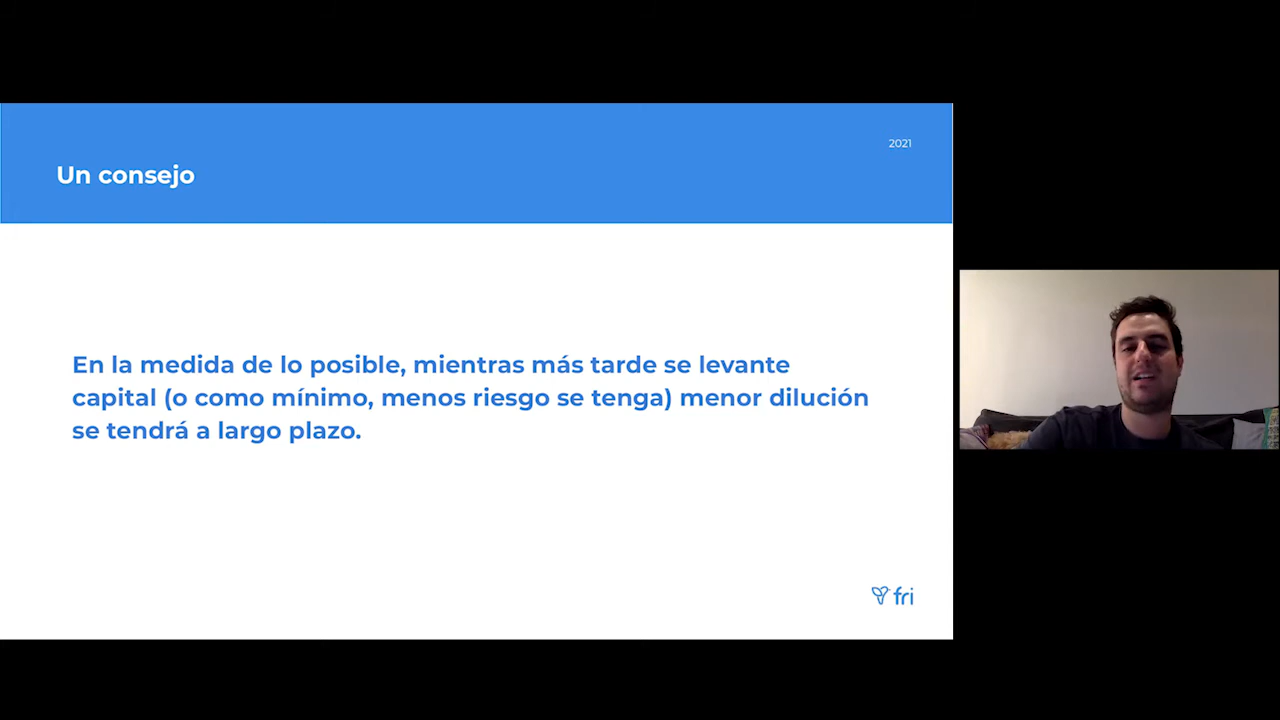 2021
Un consejo
En la medida de lo posible, mientras más tarde se levante
capital (o como mínimo, menos riesgo se tenga) menor dilución
se tendrá a largo plazo.
fri